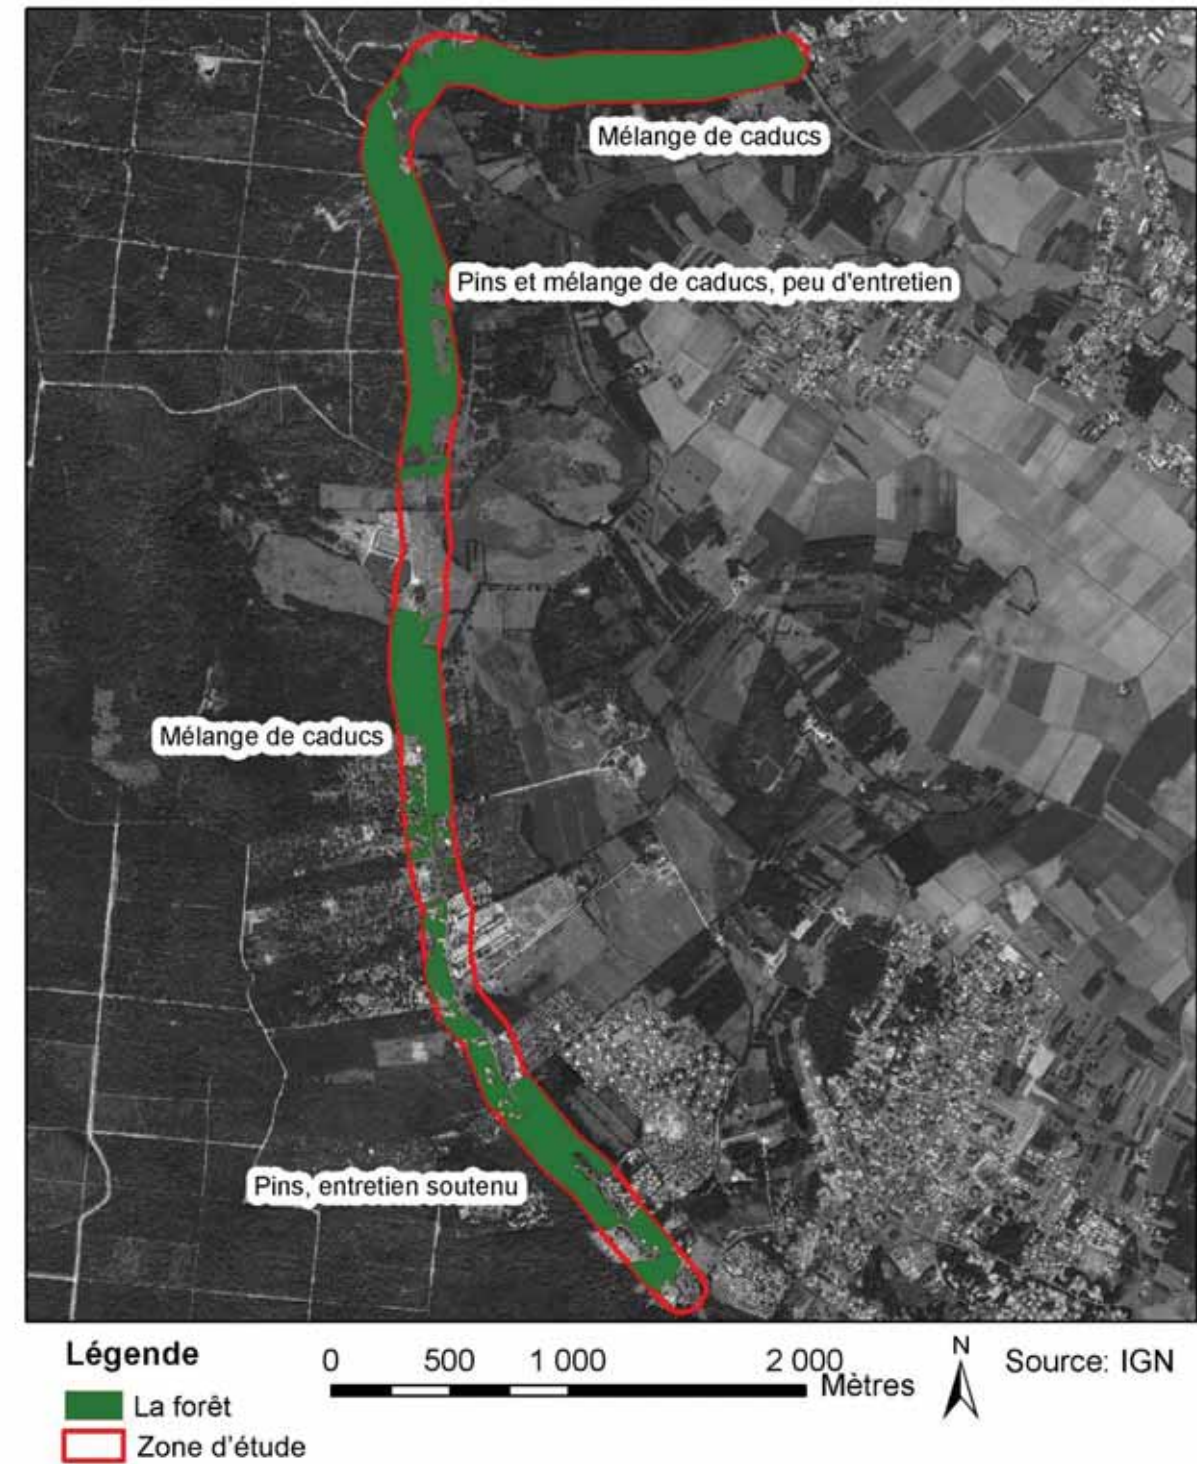 Mélange de caducs
Pins et mélange de caducs, peu d'entretien
Mélange de caducs
Pins, entretien soutenu
Légende
La forêt
Zone d'étude
0 500 1 000 2 000
Mètres
N
Source: IGN